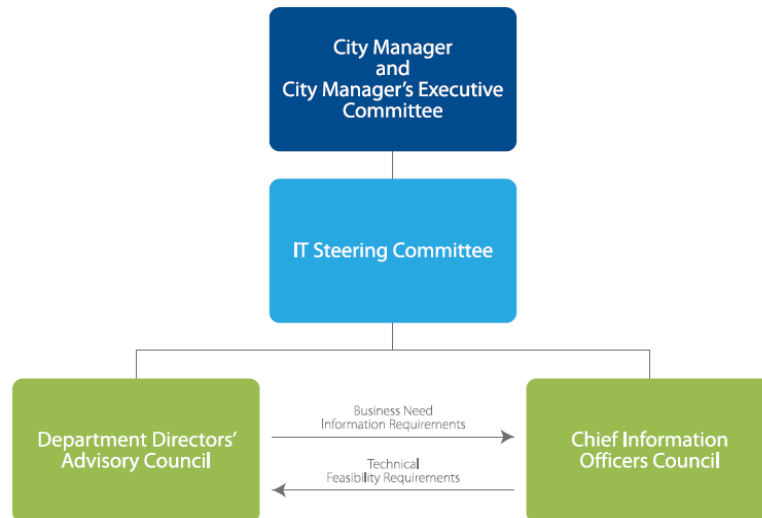 City Manager
and
City Manager's Executive
Committee
IT Steering Committee
Department Directors'
Advisory Council
Business Need
Information Requirements
Technical
Feasibility Requirements
Chief Information
Officers Council